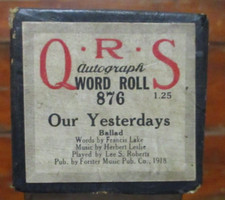 Q·R·S
Autograph
WORD ROLL
876 1.25
Our Yesterdays
Ballad
Words by Francis Lake
Music by Herbert Leslie
Played by Lee S. Roberts
Pub. by Forster Music Pub. Co., 1918